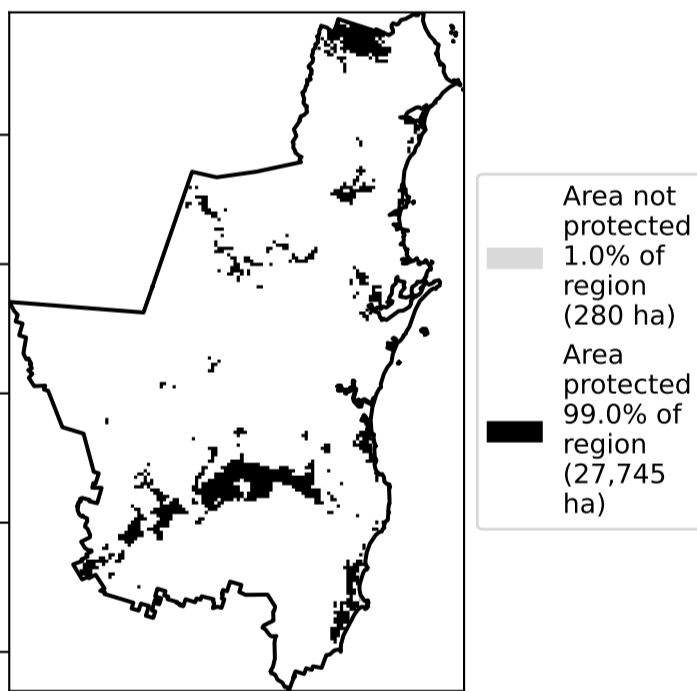 Area not
protected
1.0% of
region
(280 ha)
Area
protected
99.0% of
region
(27,745
ha)